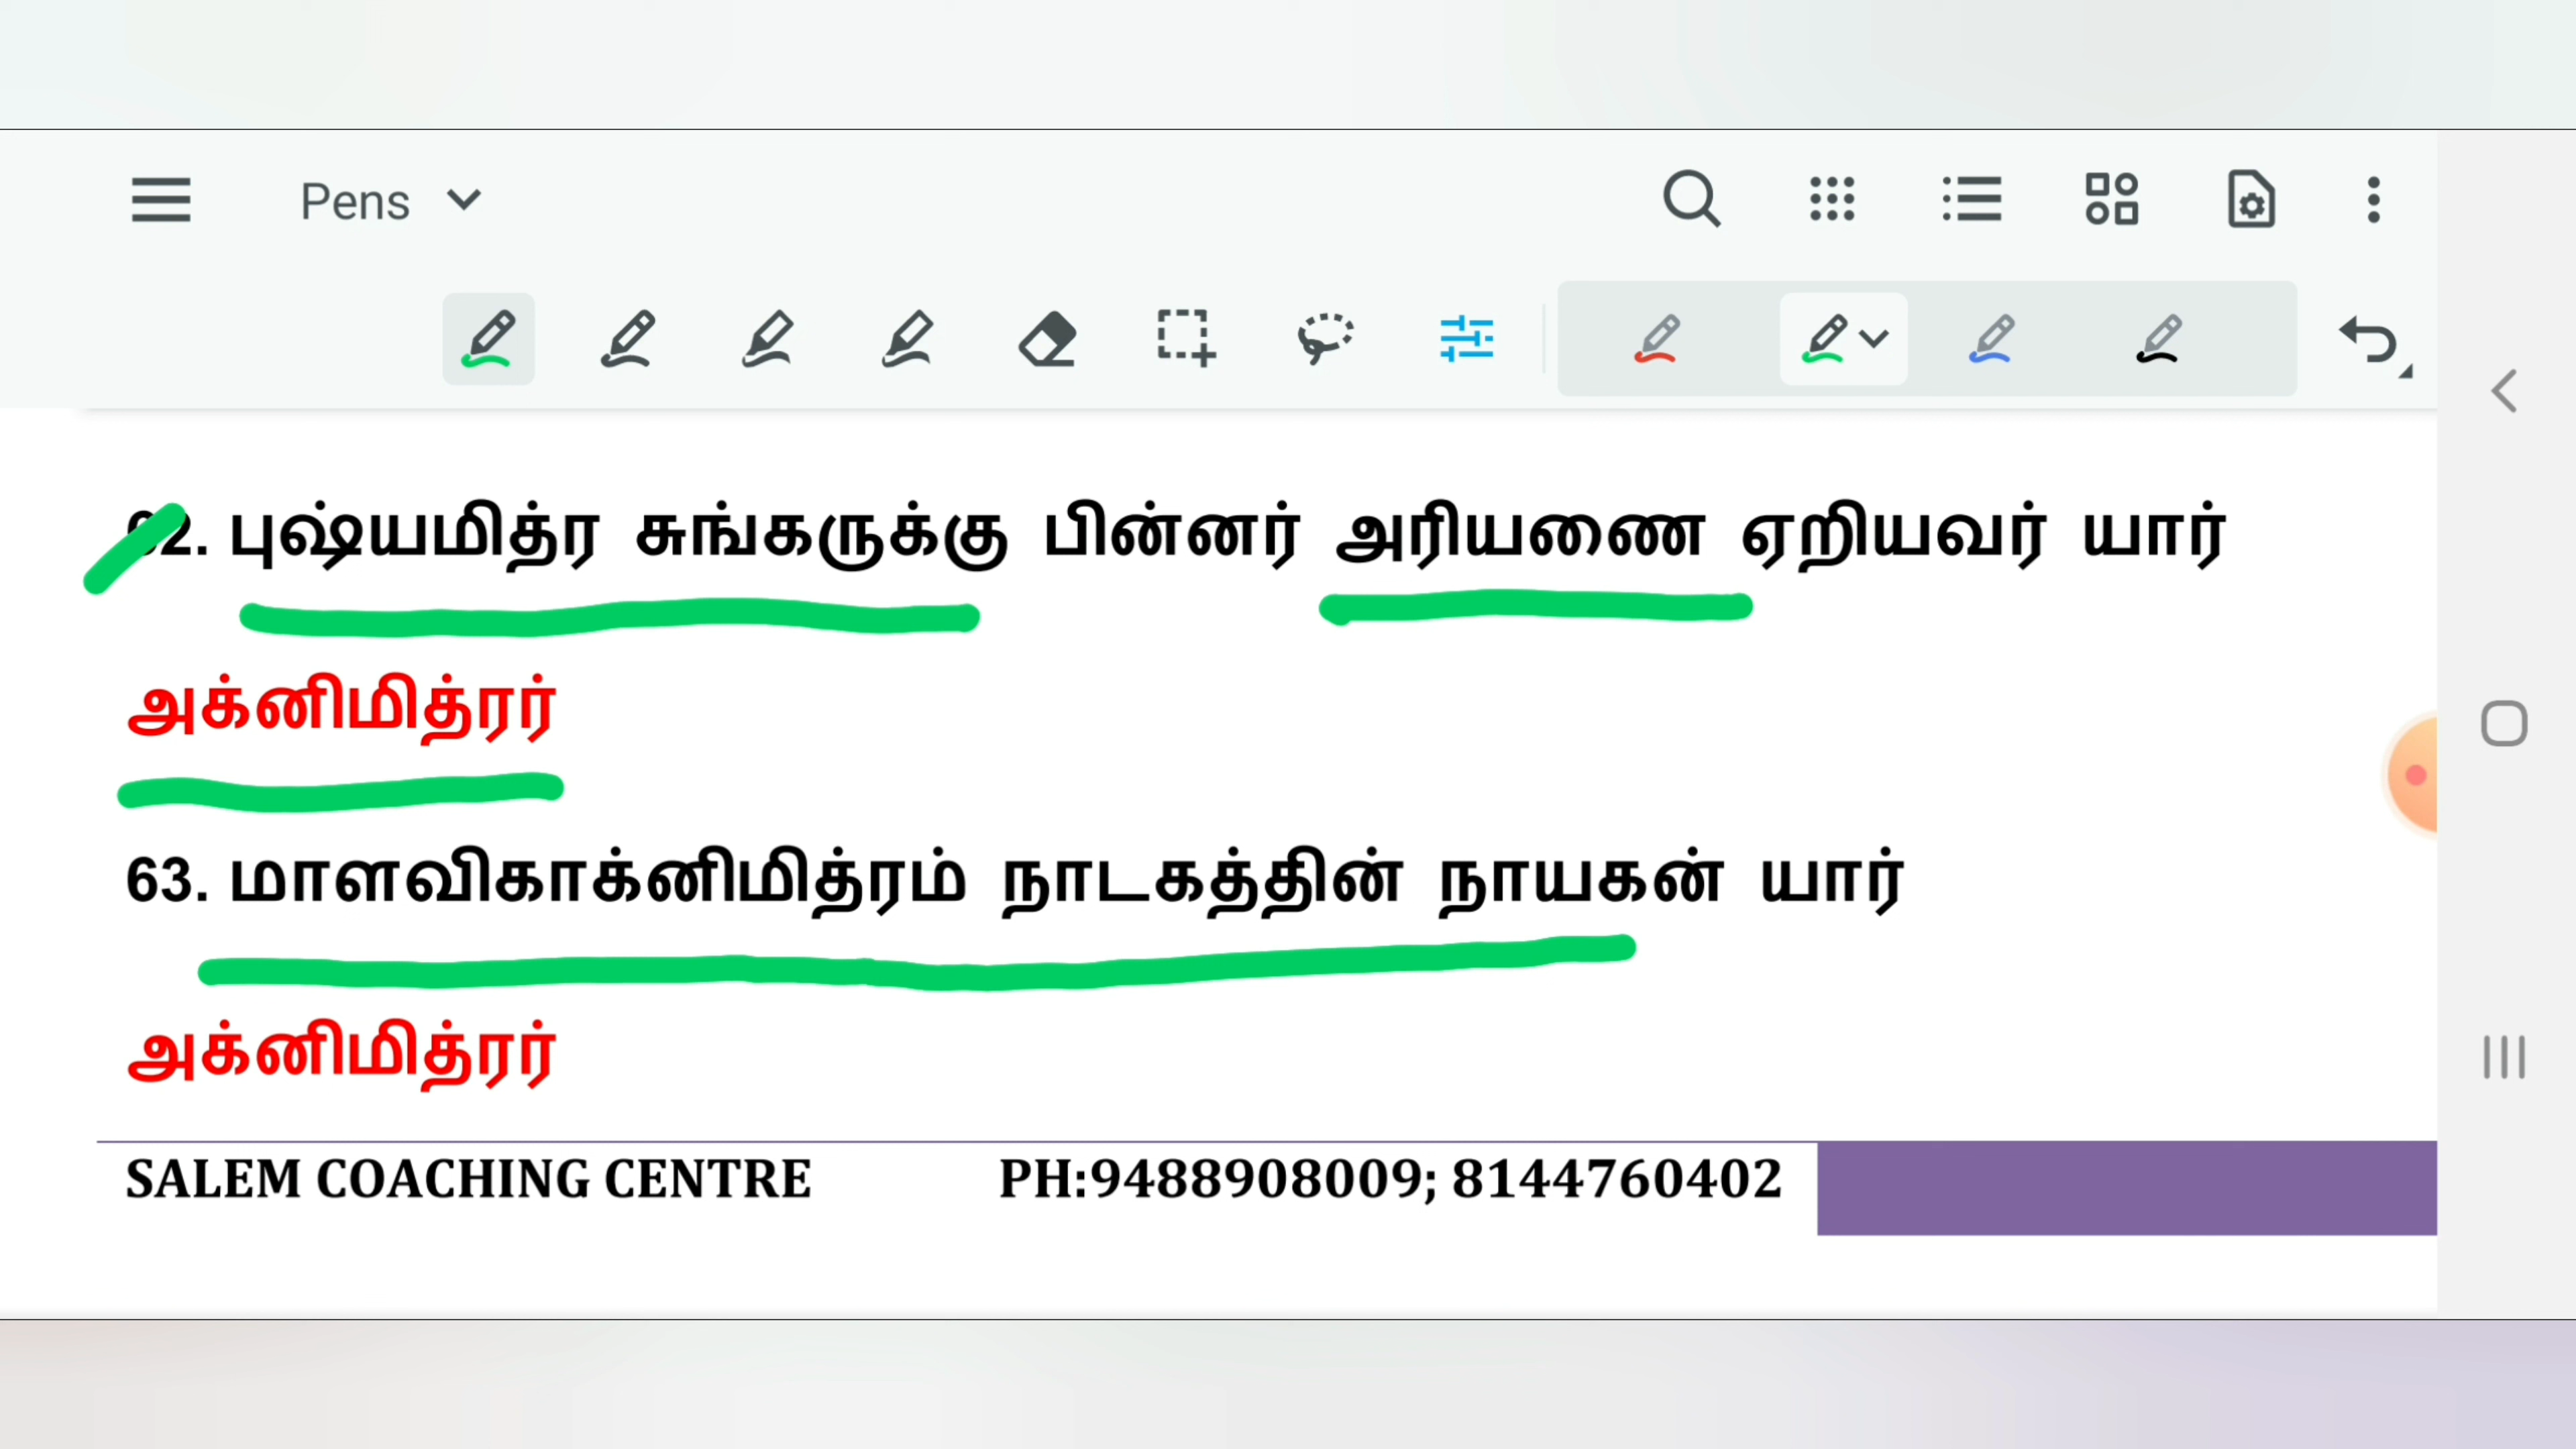 Pens
62. புஷ்யமித்ர சுங்கருக்கு பின்னர் அரியணை ஏறியவர் யார்
அக்னிமித்ரர்
63. மாளவிகாக்னிமித்ரம் நாடகத்தின் நாயகன் யார்
அக்னிமித்ரர்
SALEM COACHING CENTRE PH:9488908009; 8144760402